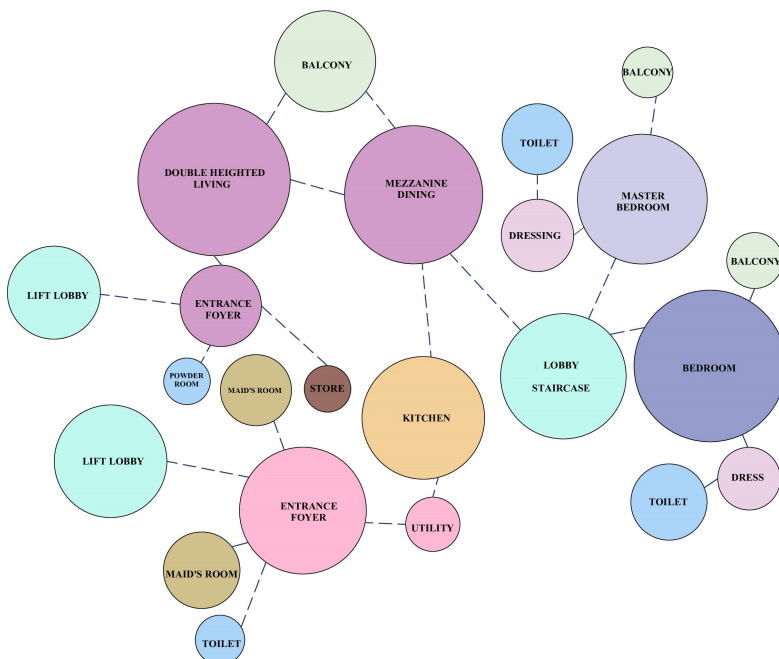 BALCONY
BALCONY
TOILET
DOUBLE HEIGHTED
LIVING
MEZZANINE
DINING
MASTER
BEDROOM
DRESSING
BALCONY
LIFT LOBBY
ENTRANCE
FOYER
POWDER
ROOM
MAID'S ROOM
STORE
LOBBY
STAIRCASE
BEDROOM
KITCHEN
LIFT LOBBY
ENTRANCE
FOYER
UTILITY
TOILET
DRESS
MAID'S ROOM
TOILET